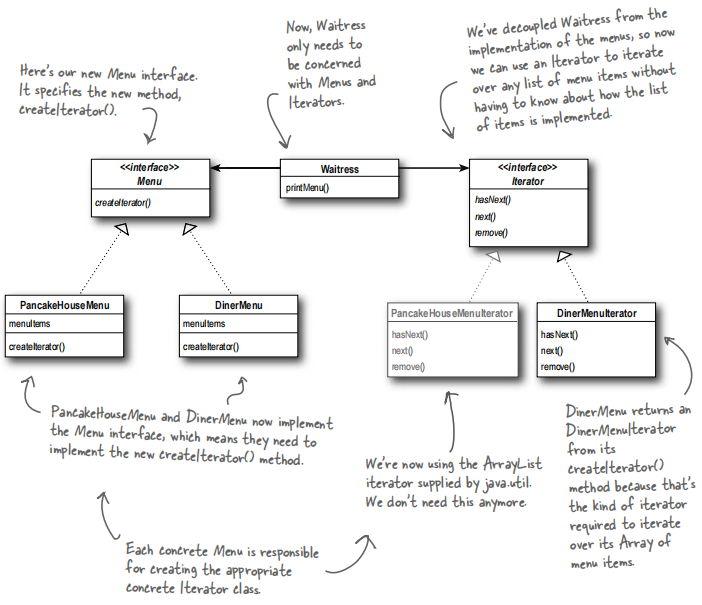 Here's our new Menu interface.
It specifies the new method,
createIterator().
Now, Waitress
only needs to
be concerned
with Menus and
Iterators.
We've decoupled Waitress from the
implementation of the menus, so now
we can use an Iterator to iterate
over any list of menu items without
having to know about how the list
of items is implemented.
<<interface>>
Menu
createIterator()
Waitress
printMenu()
<<interface>>
Iterator
hasNext()
next()
remove()
PancakeHouseMenu
menuItems
createIterator()
DinerMenu
menuItems
createIterator()
PancakeHouseMenuIterator
hasNext()
next()
remove()
DinerMenuIterator
hasNext()
next()
remove()
PancakeHouseMenu and DinerMenu now implement
the Menu interface, which means they need to
implement the new createIterator() method.
We're now using the ArrayList
iterator supplied by java.util.
We don't need this anymore.
DinerMenu returns an
DinerMenuIterator
from its
createIterator()
method because that's
the kind of iterator
required to iterate
over its Array of
menu items.
Each concrete Menu is responsible
for creating the appropriate
concrete Iterator class.